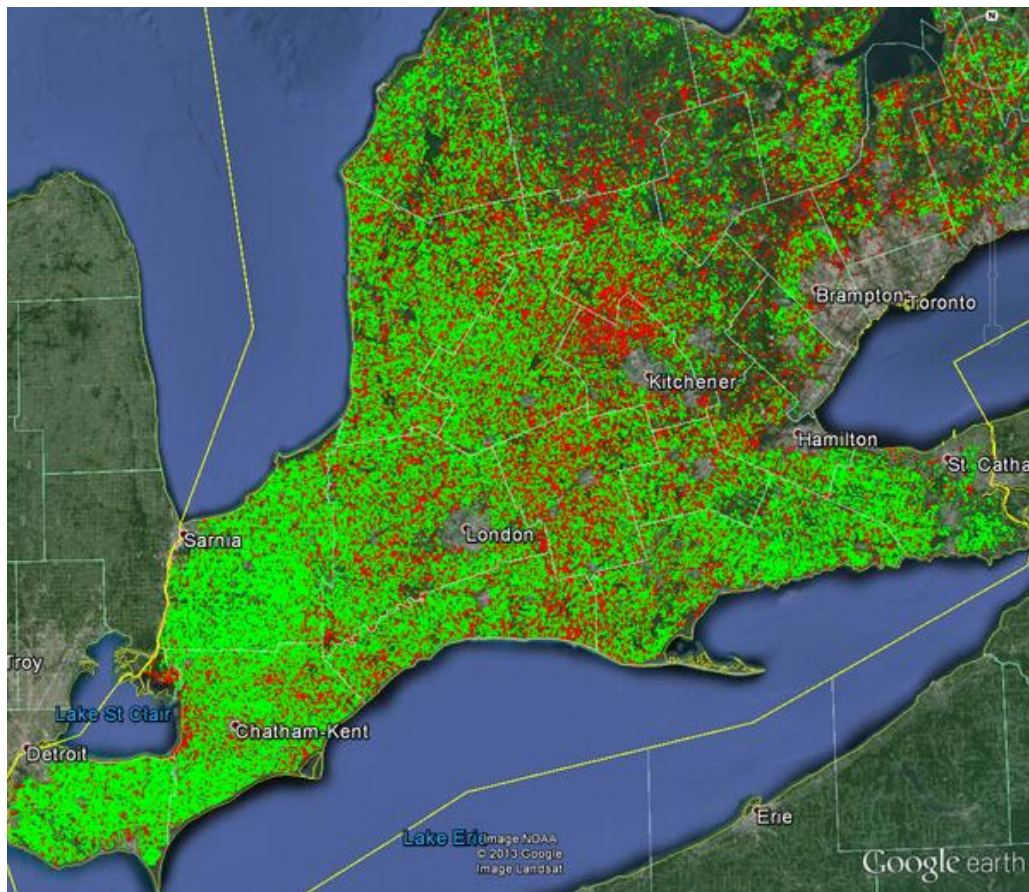 N
Brampton
Toronto
Kitchener
Hamilton
St. Catha
Sarnia
London
Troy
Lake St Clair
Chatham-Kent
Detroit
Erie
Lake Erie
Image NOAA
© 2013 Google
Image Landsat
Google earth